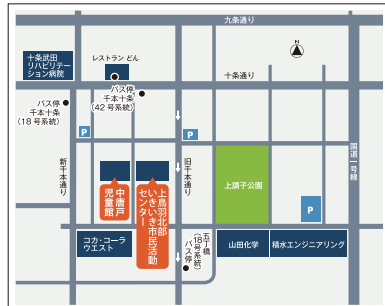 九条通り
N
十条武田
リハビリテー
ション病院
レストラン どん
十条通り
バス停
千本十条
(42号系統)
バス停
千本十条
(18号系統)
P
P
新千本通り
旧千本通り
国道一号線
上調子公園
P
中唐戸
児童館
上鳥羽北部
いきいき市民活動
センター
コカ・コーラ
ウエスト
五丁橋
(18号系統)
バス停
山田化学
積水エンジニアリング